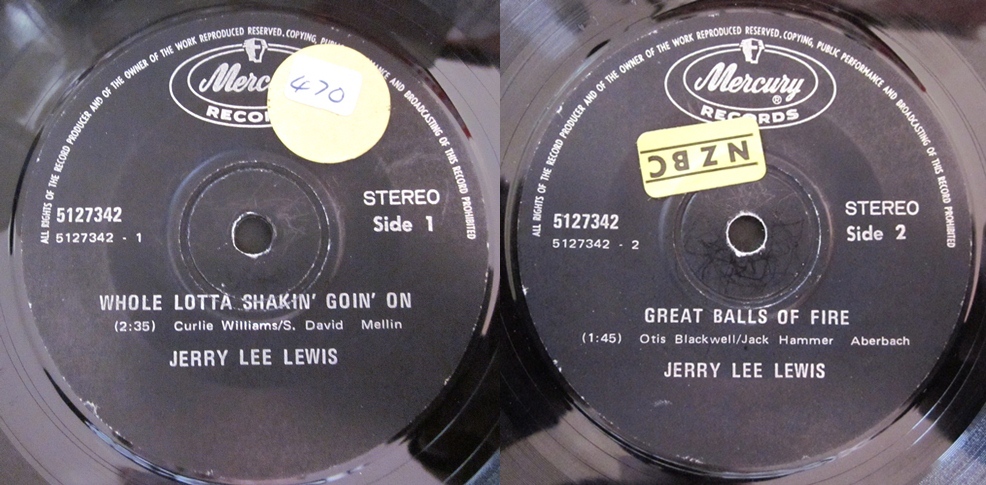 ALL RIGHTS OF THE RECORD PRODUCER AND OF THE OWNER OF THE WORK REPRODUCED RESERVED. COPYING, PUBLIC PERFORMANCE AND BROADCASTING OF THIS RECORD PROHIBITED
Merc
RECO
470
STEREO
Side 1
5127342
5127342 - 1
WHOLE LOTTA SHAKIN' GOIN' ON
(2:35) Curlie Williams/S. David Mellin
JERRY LEE LEWIS
ALL RIGHTS OF THE RECORD PRODUCER AND OF THE OWNER OF THE WORK REPRODUCED RESERVED. COPYING, PUBLIC PERFORMANCE AND BROADCASTING OF THIS RECORD PROHIBITED
Mercury
®
RECORDS
NZBC
STEREO
Side 2
5127342
5127342 - 2
GREAT BALLS OF FIRE
(1:45) Otis Blackwell/Jack Hammer Aberbach
JERRY LEE LEWIS